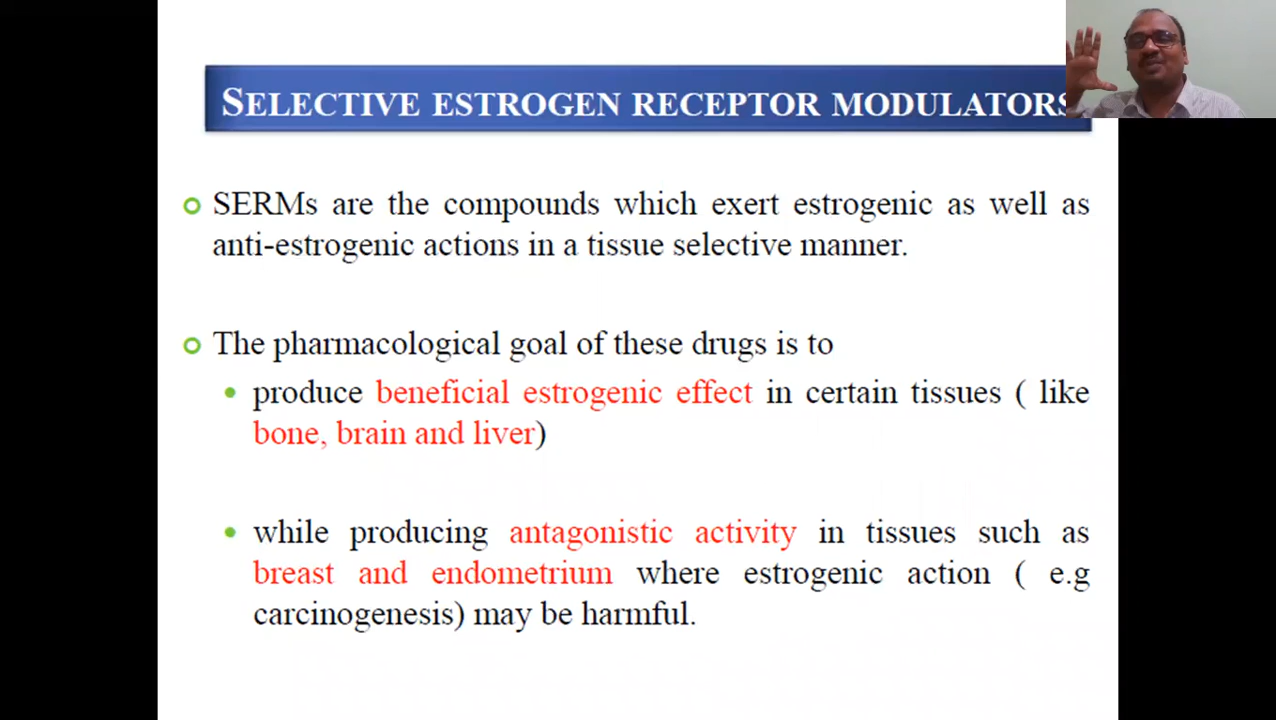 SELECTIVE ESTROGEN RECEPTOR MODULATORS
SERMs are the compounds which exert estrogenic as well as
anti-estrogenic actions in a tissue selective manner.
The pharmacological goal of these drugs is to
produce beneficial estrogenic effect in certain tissues ( like
bone, brain and liver)
while producing antagonistic activity in tissues such as
breast and endometrium where estrogenic action ( e.g
carcinogenesis) may be harmful.